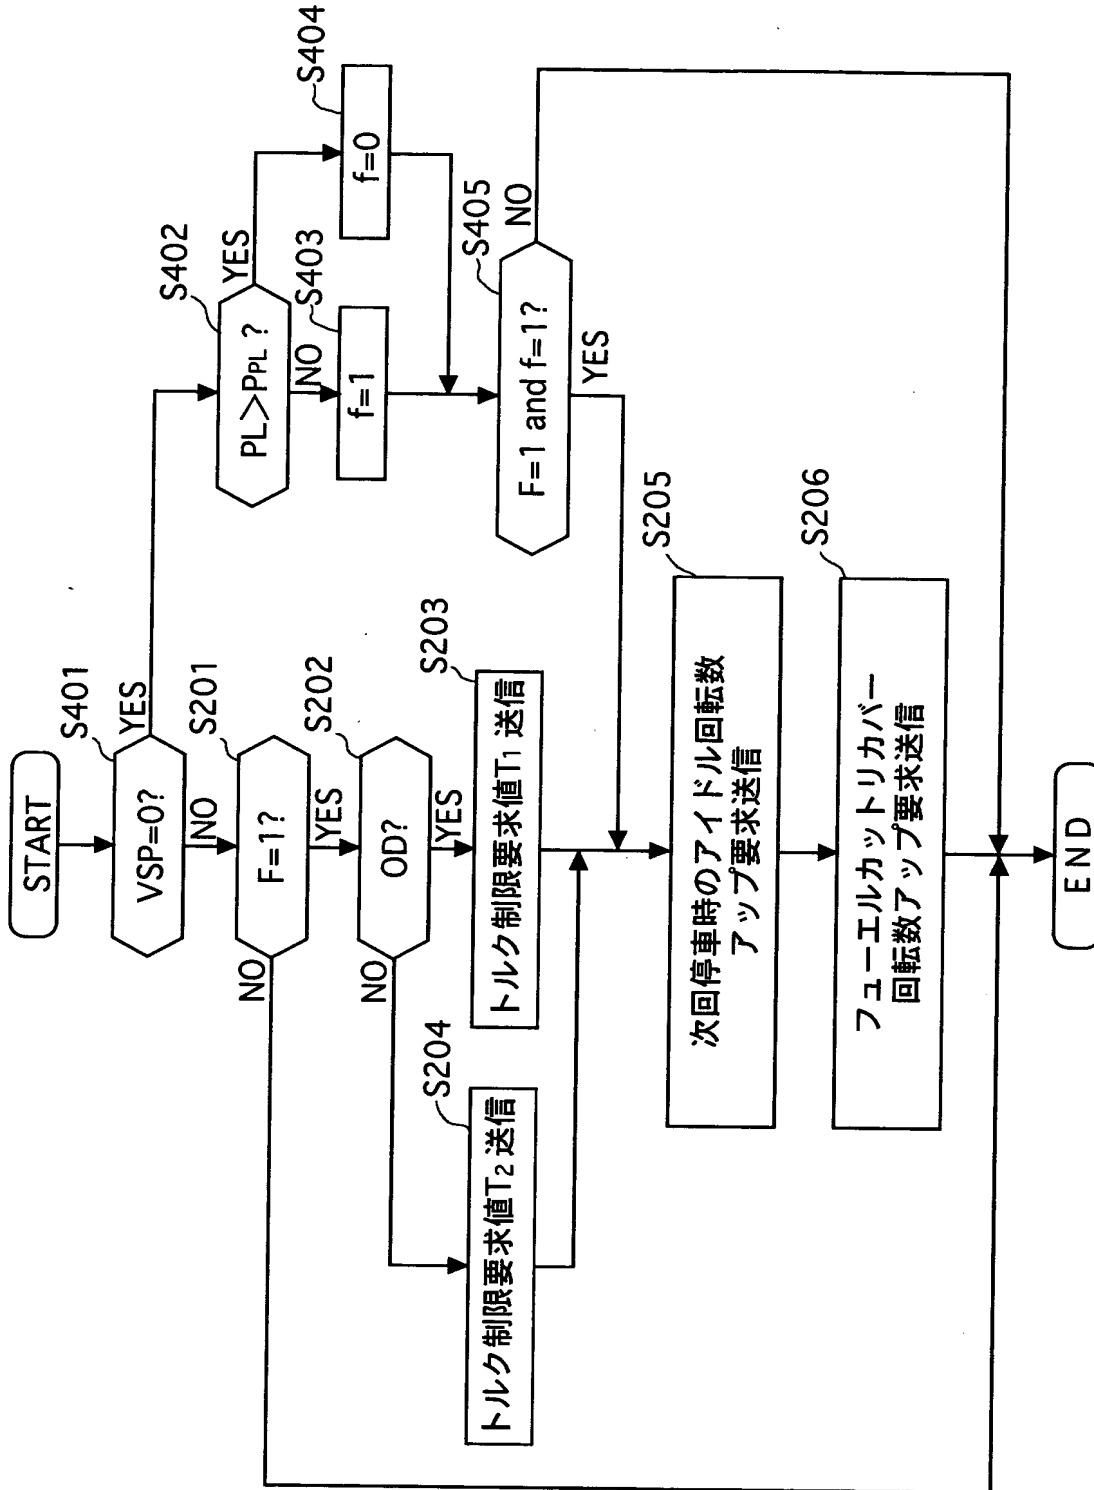 START
S401
VSP=0?
YES
NO
S402
PL>PPL ?
YES
NO
S404
f=0
S403
f=1
S405
F=1 and f=1?
NO
YES
S201
F=1?
NO
YES
S202
OD?
NO
YES
S203
トルク制限要求値T1 送信
S204
トルク制限要求値T2 送信
S205
次回停車時のアイドル回転数
アップ要求送信
S206
フューエルカットリカバー
回転数アップ要求送信
END